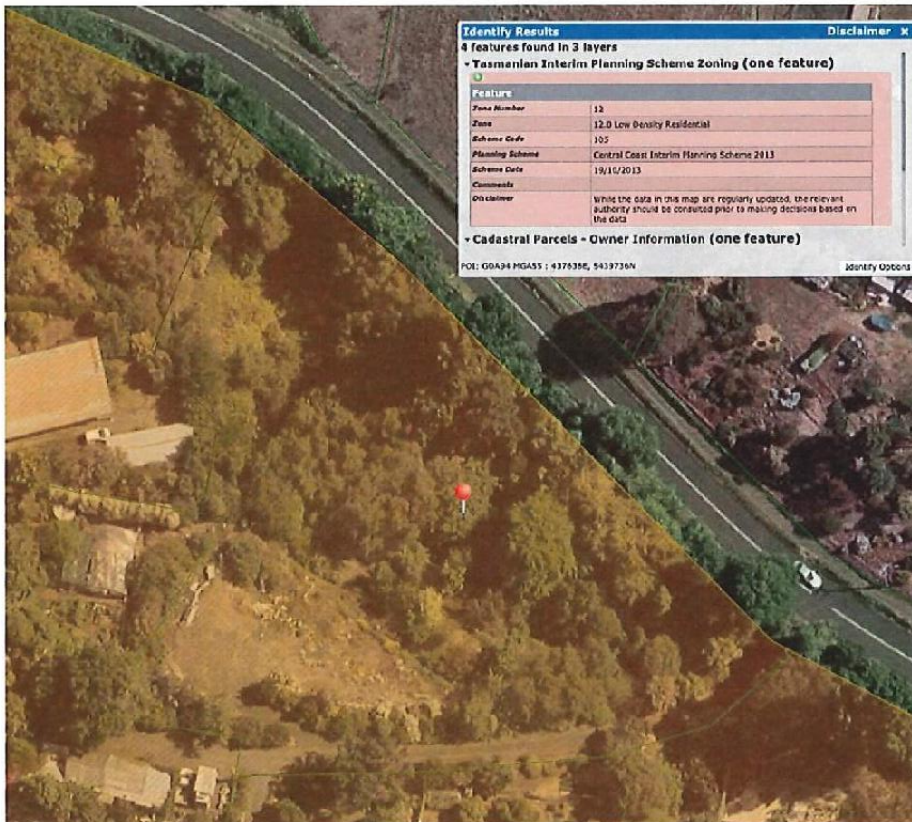 Identify Results Disclaimer x
4 features found in 3 layers
Tasmanian Interim Planning Scheme Zoning (one feature)
Feature
Zone Number 12
Zone 12.0 Low Density Residential
Scheme Code 105
Planning Scheme Central Coast Interim Planning Scheme 2013
Scheme Date 19/10/2013
Comments
Disclaimer While the data in this map are regularly updated, the relevant
authority should be consulted prior to making decisions based on
the data
Cadastral Parcels - Owner Information (one feature)
POI: GDA94 MGA55 : 437638E, 5439736N Identify Options